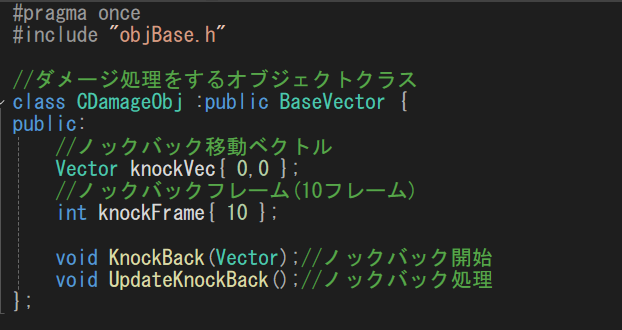 #pragma once
#include "objBase.h"
//ダメージ処理をするオブジェクトクラス
class CDamageObj :public BaseVector {
public:
//ノックバック移動ベクトル
Vector knockVec{ 0,0 };
//ノックバックフレーム(10フレーム)
int knockFrame{ 10 };
void KnockBack(Vector);//ノックバック開始
void UpdateKnockBack();//ノックバック処理
};